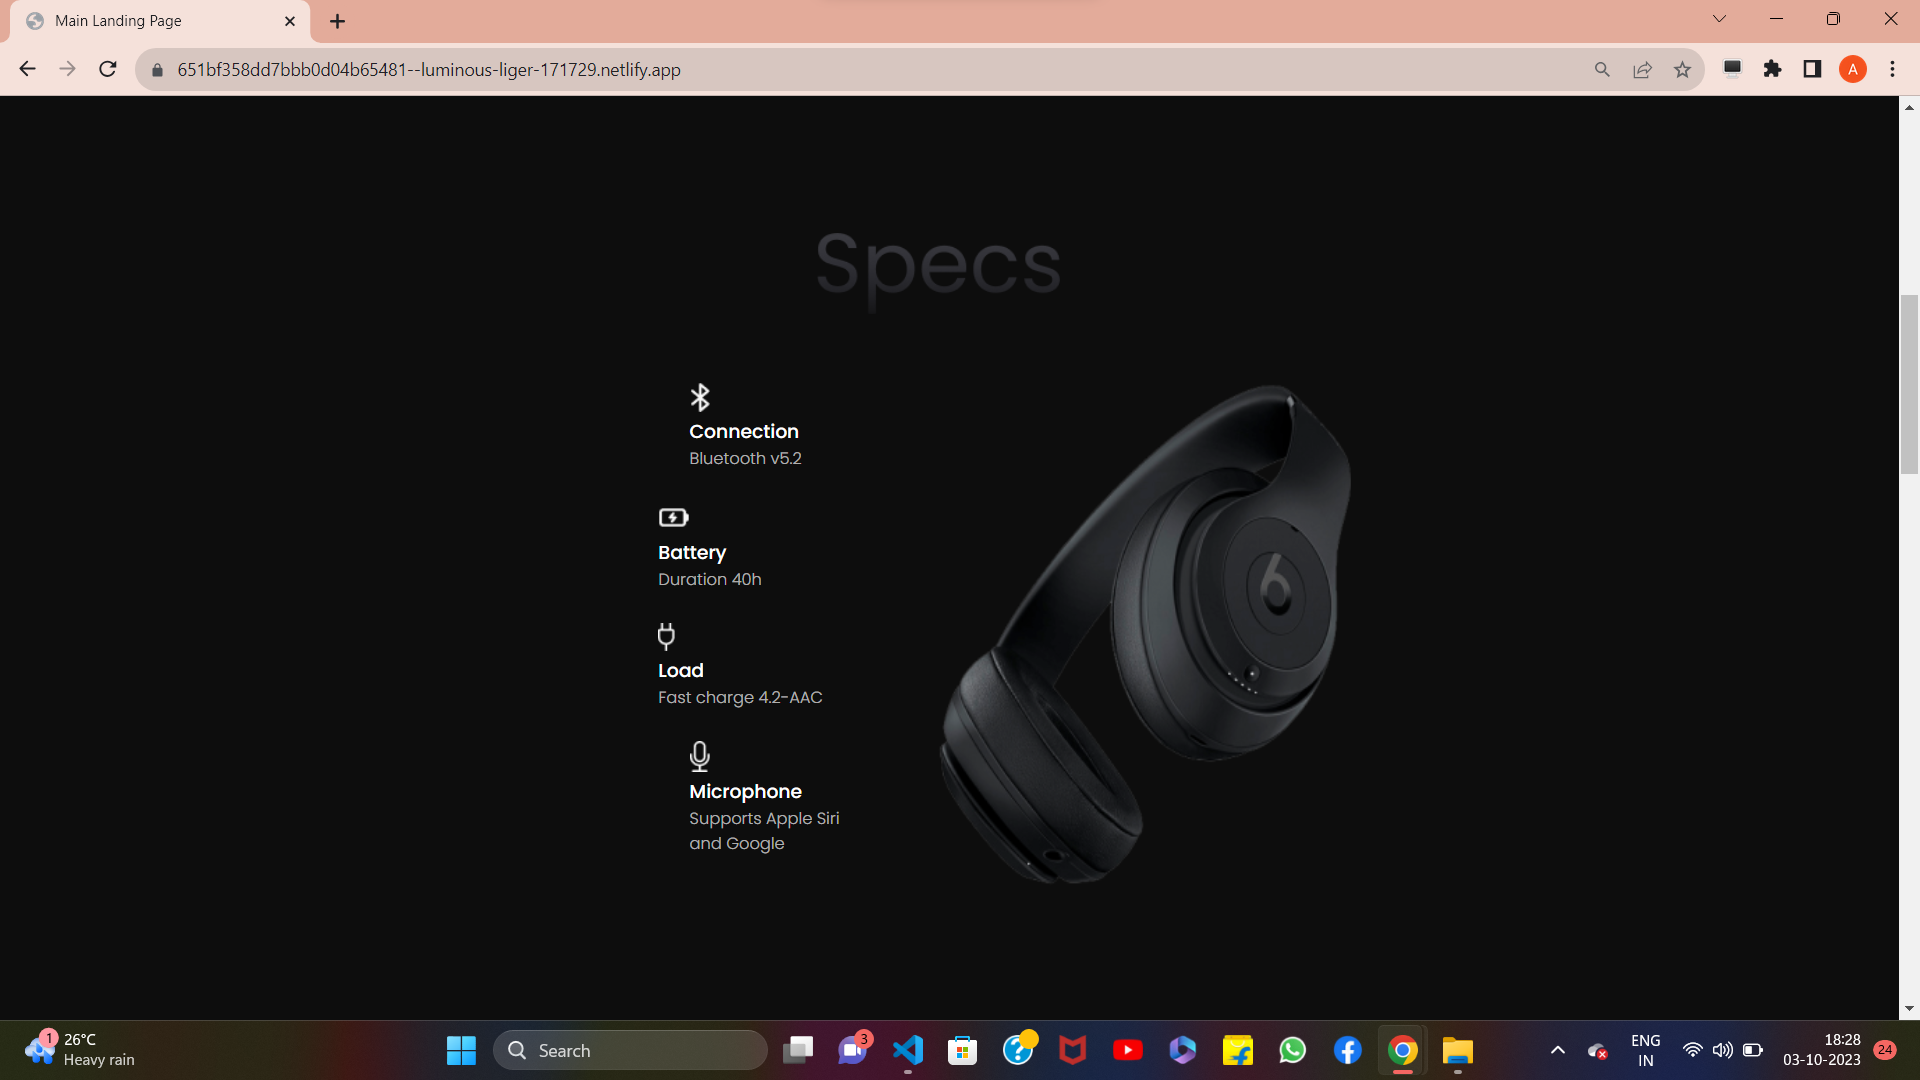 Main Landing Page
651bf358dd7bbb0d04b65481--luminous-liger-171729.netlify.app
A
Specs
Connection
Bluetooth v5.2
Battery
Duration 40h
Load
Fast charge 4.2-AAC
Microphone
Supports Apple Siri
and Google
1
26°C
Heavy rain
Search
3
ENG
IN
18:28
03-10-2023
24